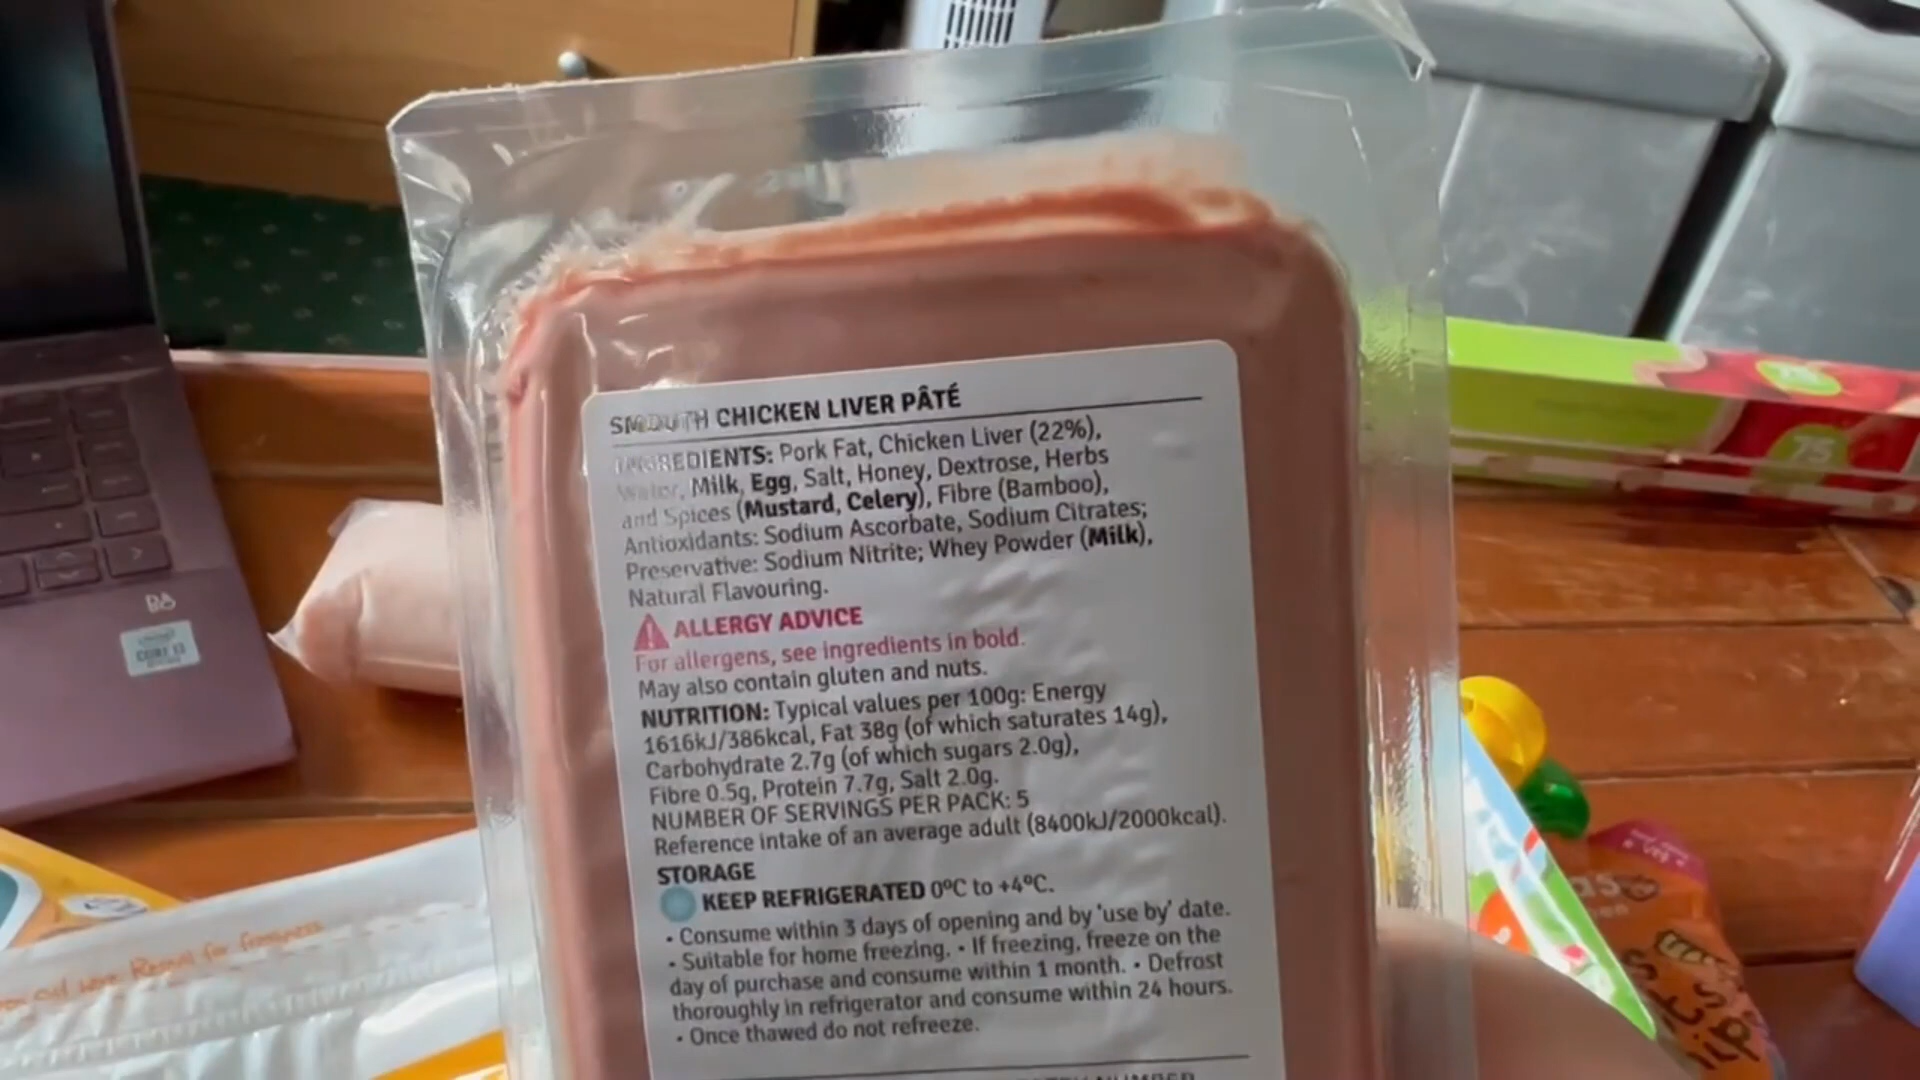 SMOOTH CHICKEN LIVER PÂTÉ
INGREDIENTS: Pork Fat, Chicken Liver (22%),
Water, Milk, Egg, Salt, Honey, Dextrose, Herbs
and Spices (Mustard, Celery), Fibre (Bamboo),
Antioxidants: Sodium Ascorbate, Sodium Citrates;
Preservative: Sodium Nitrite; Whey Powder (Milk),
Natural Flavouring.
ALLERGY ADVICE
For allergens, see ingredients in bold.
May also contain gluten and nuts.
NUTRITION: Typical values per 100g: Energy
1616kJ/386kcal, Fat 38g (of which saturates 14g),
Carbohydrate 2.7g (of which sugars 2.0g),
Fibre 0.5g, Protein 7.7g, Salt 2.0g.
NUMBER OF SERVINGS PER PACK: 5
Reference intake of an average adult (8400kJ/2000kcal).
STORAGE
KEEP REFRIGERATED 0ºC to +4ºC.
• Consume within 3 days of opening and by 'use by' date.
• Suitable for home freezing. • If freezing, freeze on the
day of purchase and consume within 1 month. • Defrost
thoroughly in refrigerator and consume within 24 hours.
• Once thawed do not refreeze.
B&O
CORE i3
75
for freshness